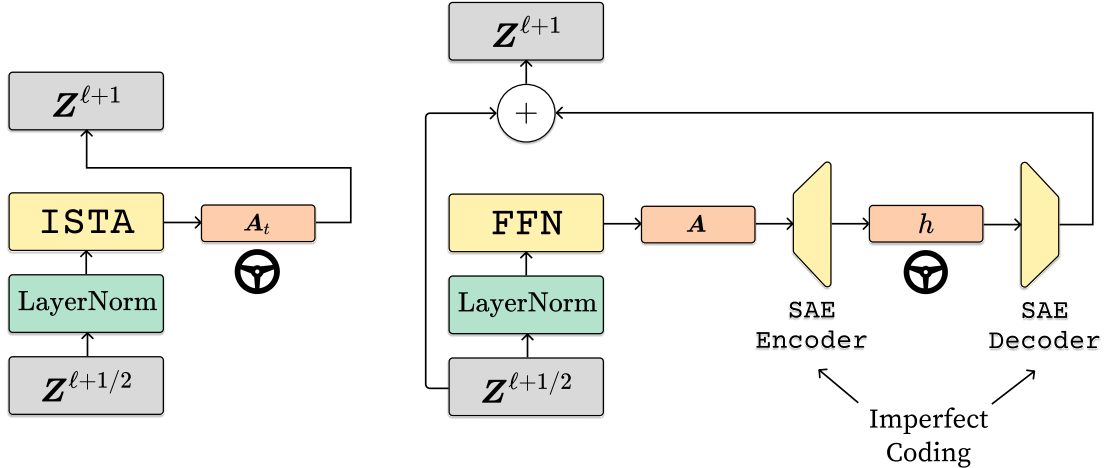 Z^{ℓ+1}
ISTA
A_t
LayerNorm
Z^{ℓ+1/2}
Z^{ℓ+1}
+
FFN
A
h
LayerNorm
SAE
Encoder
SAE
Decoder
Z^{ℓ+1/2}
Imperfect
Coding